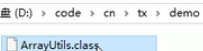 盘 (D:) › code › cn › tx › demo
ArrayUtils.class